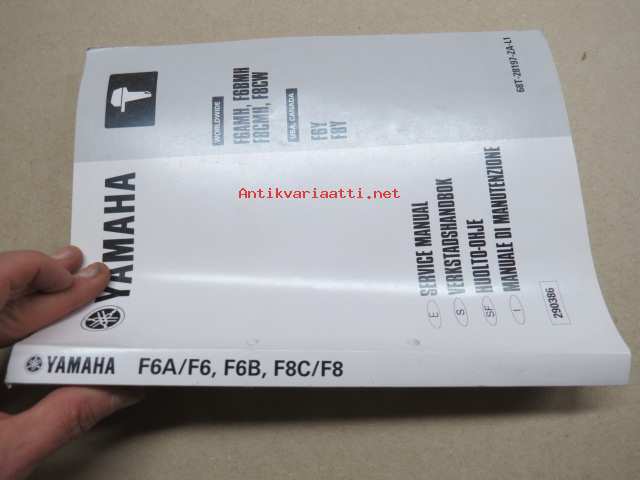 WORLDWIDE
F6AMH, F6BMH
F8CMH, F8CW
USA, CANADA
F6Y
F8Y
68T-28197-ZA-L1
YAMAHA
E SERVICE MANUAL
S VERKSTADSHANDBOK
SF HUOLTO-OHJE
I MANUALE DI MANUTENZIONE
290386
YAMAHA F6A/F6, F6B, F8C/F8
Antikvariaatti.net